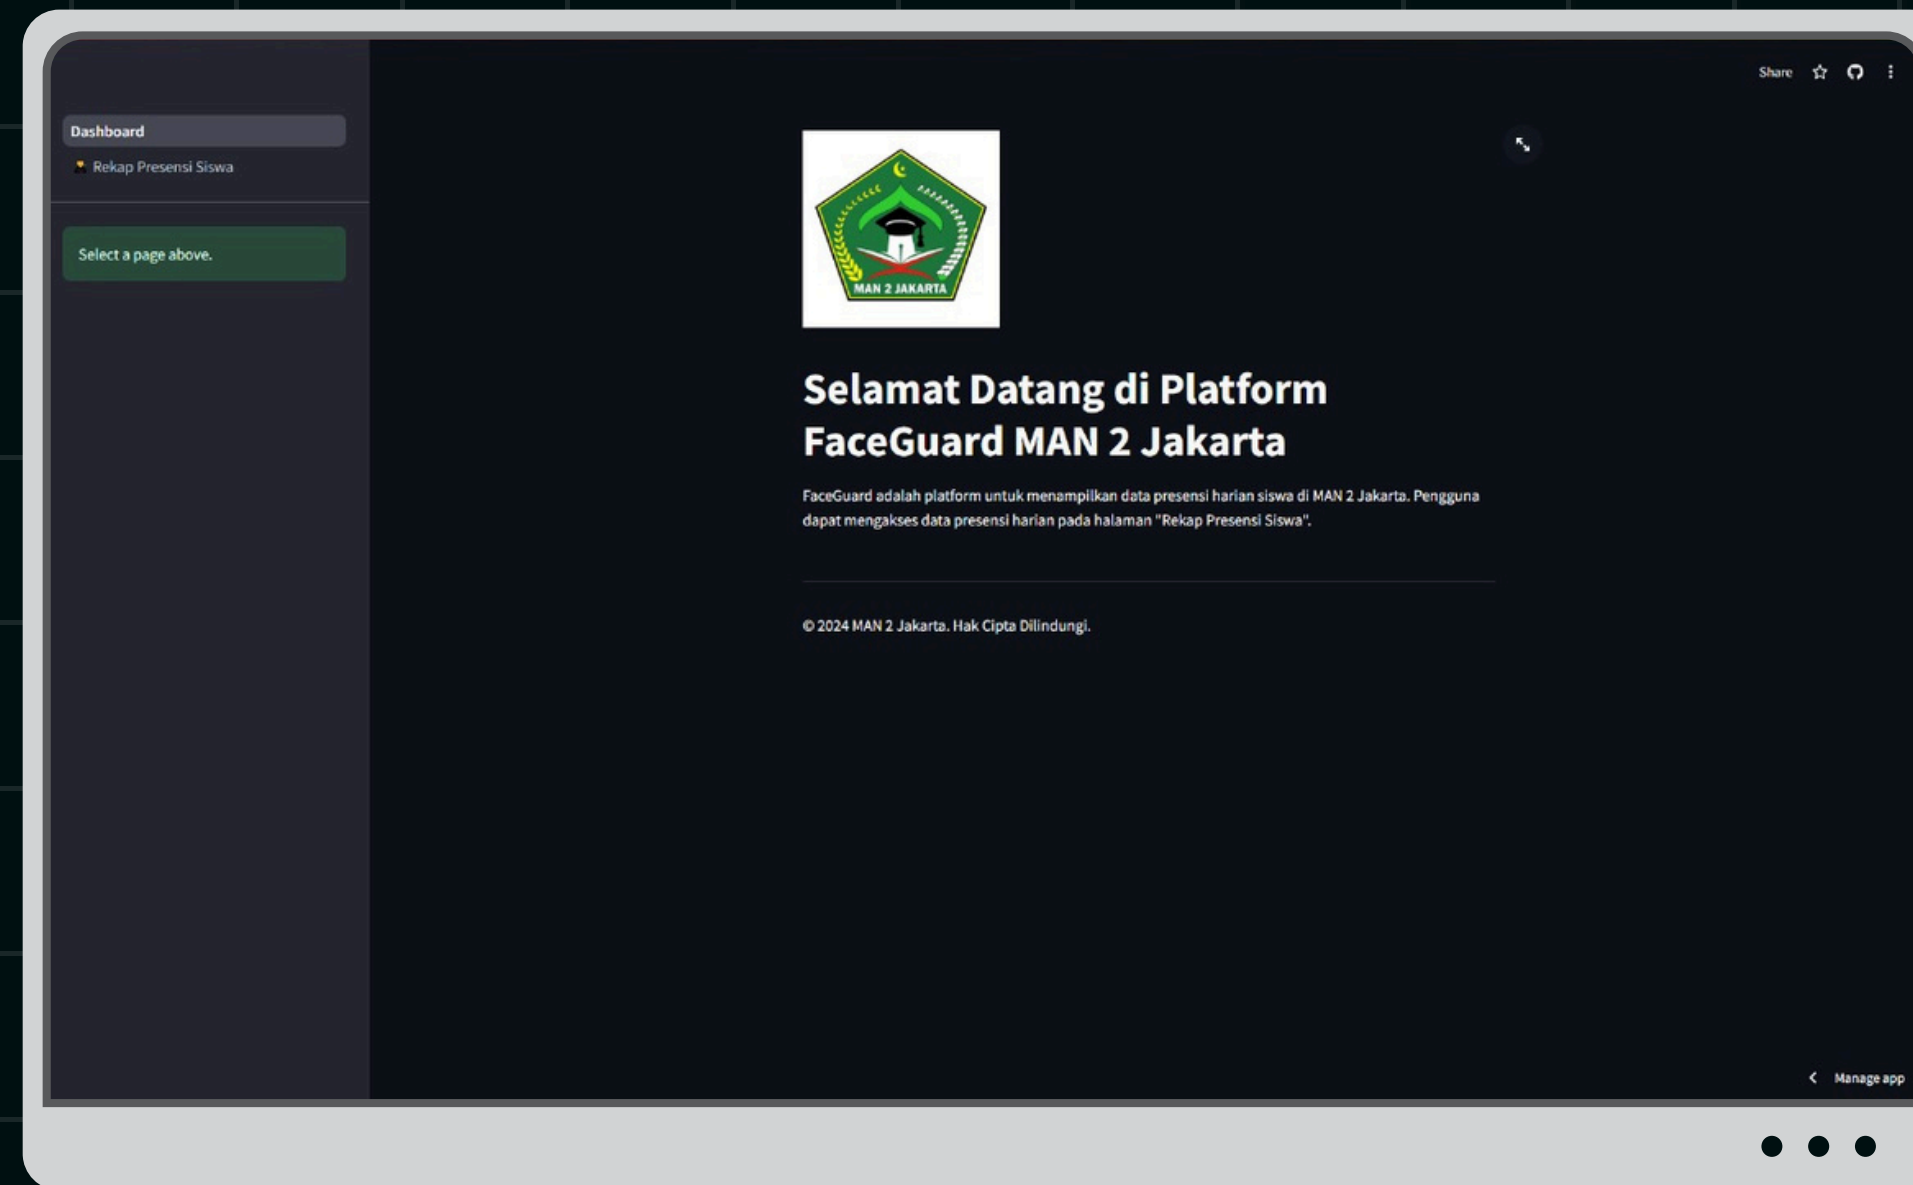 Share
Dashboard
Rekap Presensi Siswa
Select a page above.
MAN 2 JAKARTA
Selamat Datang di Platform
FaceGuard MAN 2 Jakarta
FaceGuard adalah platform untuk menampilkan data presensi harian siswa di MAN 2 Jakarta. Pengguna
dapat mengakses data presensi harian pada halaman "Rekap Presensi Siswa".
© 2024 MAN 2 Jakarta. Hak Cipta Dilindungi.
Manage app